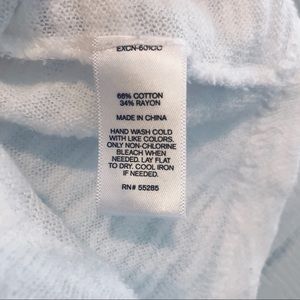 66% COTTON
34% RAYON
MADE IN CHINA
HAND WASH COLD
WITH LIKE COLORS.
ONLY NON-CHLORINE
BLEACH WHEN
NEEDED. LAY FLAT
TO DRY. COOL IRON
IF NEEDED.
RN# 55285